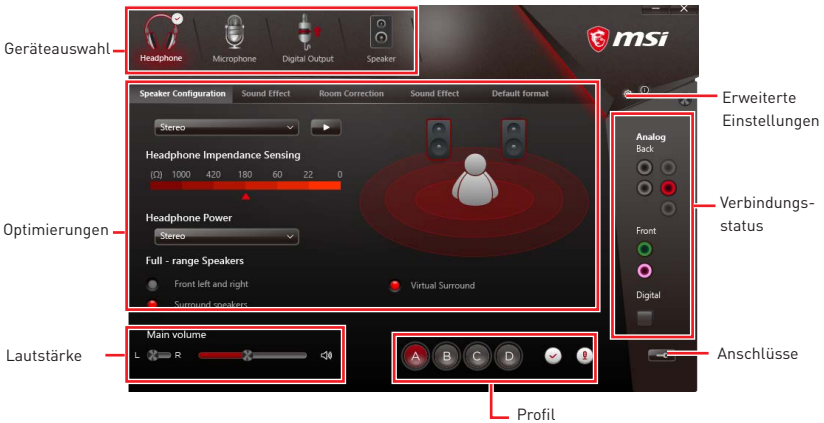 Geräteauswahl
Headphone
Microphone
Digital Output
Speaker
msi
Speaker Configuration
Sound Effect
Room Correction
Sound Effect
Default format
Stereo
Headphone Impendance Sensing
(Ω) 1000 420 180 60 22 0
Headphone Power
Stereo
Full - range Speakers
Front left and right
Virtual Surround
Surround speakers
Optimierungen
Erweiterte
Einstellungen
Analog
Back
Front
Digital
Verbindungs-
status
Main volume
L R
Lautstärke
A B C D
Anschlüsse
Profil